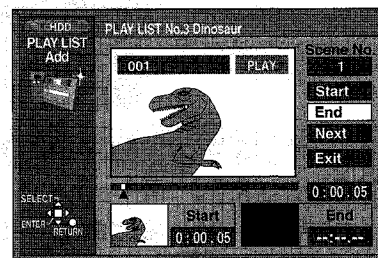 HDD
PLAY LIST
Add
PLAY LIST No.3 Dinosaur
001 PLAY
Scene No.
1
Start
End
Next
Exit
0:00.05
SELECT
ENTER
RETURN
Start
0:00.05
End
--:--.--